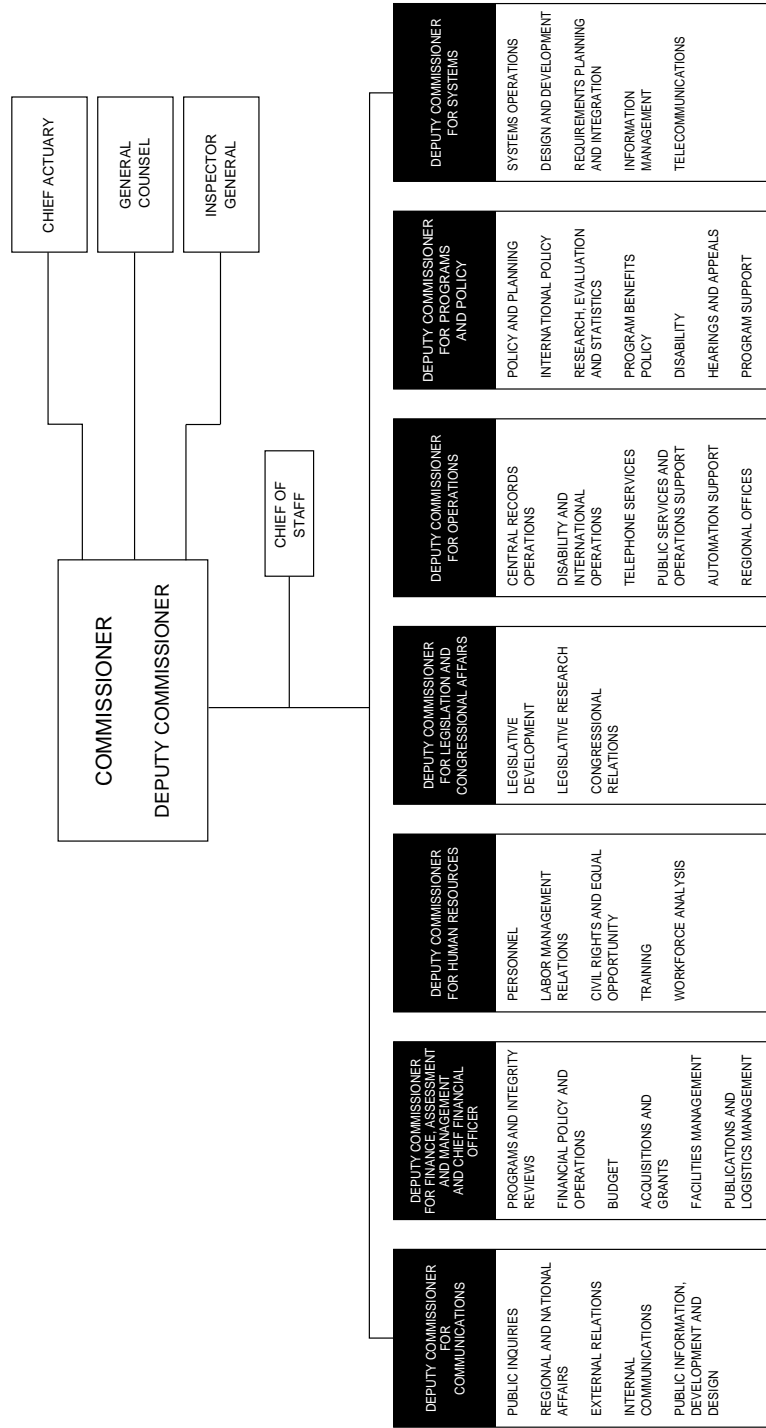 CHIEF ACTUARY
GENERAL
COUNSEL
INSPECTOR
GENERAL
COMMISSIONER
DEPUTY COMMISSIONER
CHIEF OF
STAFF
DEPUTY COMMISSIONER
FOR
COMMUNICATIONS
PUBLIC INQUIRIES
REGIONAL AND NATIONAL
AFFAIRS
EXTERNAL RELATIONS
INTERNAL
COMMUNICATIONS
PUBLIC INFORMATION,
DEVELOPMENT AND
DESIGN
DEPUTY COMMISSIONER
FOR FINANCE, ASSESSMENT
AND MANAGEMENT
AND CHIEF FINANCIAL
OFFICER
PROGRAMS AND INTEGRITY
REVIEWS
FINANCIAL POLICY AND
OPERATIONS
BUDGET
ACQUISITIONS AND
GRANTS
FACILITIES MANAGEMENT
PUBLICATIONS AND
LOGISTICS MANAGEMENT
DEPUTY COMMISSIONER
FOR HUMAN RESOURCES
PERSONNEL
LABOR MANAGEMENT
RELATIONS
CIVIL RIGHTS AND EQUAL
OPPORTUNITY
TRAINING
WORKFORCE ANALYSIS
DEPUTY COMMISSIONER
FOR LEGISLATION AND
CONGRESSIONAL AFFAIRS
LEGISLATIVE
DEVELOPMENT
LEGISLATIVE RESEARCH
CONGRESSIONAL
RELATIONS
DEPUTY COMMISSIONER
FOR OPERATIONS
CENTRAL RECORDS
OPERATIONS
DISABILITY AND
INTERNATIONAL
OPERATIONS
TELEPHONE SERVICES
PUBLIC SERVICES AND
OPERATIONS SUPPORT
AUTOMATION SUPPORT
REGIONAL OFFICES
DEPUTY COMMISSIONER
FOR PROGRAMS
AND POLICY
POLICY AND PLANNING
INTERNATIONAL POLICY
RESEARCH, EVALUATION
AND STATISTICS
PROGRAM BENEFITS
POLICY
DISABILITY
HEARINGS AND APPEALS
PROGRAM SUPPORT
DEPUTY COMMISSIONER
FOR SYSTEMS
SYSTEMS OPERATIONS
DESIGN AND DEVELOPMENT
REQUIREMENTS PLANNING
AND INTEGRATION
INFORMATION
MANAGEMENT
TELECOMMUNICATIONS